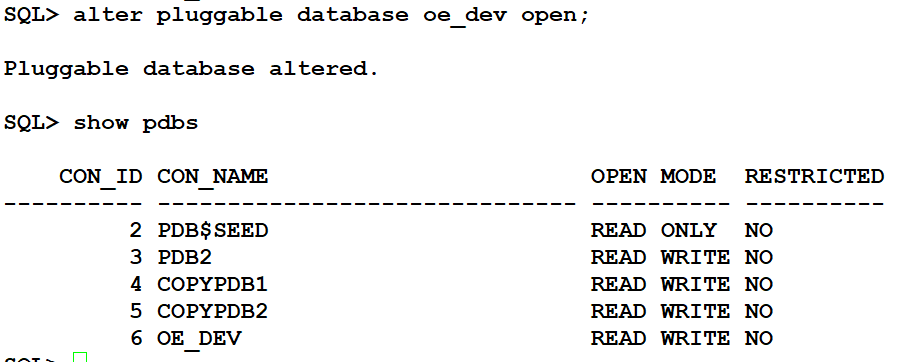 SQL> alter pluggable database oe_dev open;
Pluggable database altered.
SQL> show pdbs
    CON_ID CON_NAME                       OPEN MODE  RESTRICTED
---------- ------------------------------ ---------- ----------
         2 PDB$SEED                       READ ONLY  NO
         3 PDB2                           READ WRITE NO
         4 COPYPDB1                       READ WRITE NO
         5 COPYPDB2                       READ WRITE NO
         6 OE_DEV                         READ WRITE NO
SQL>